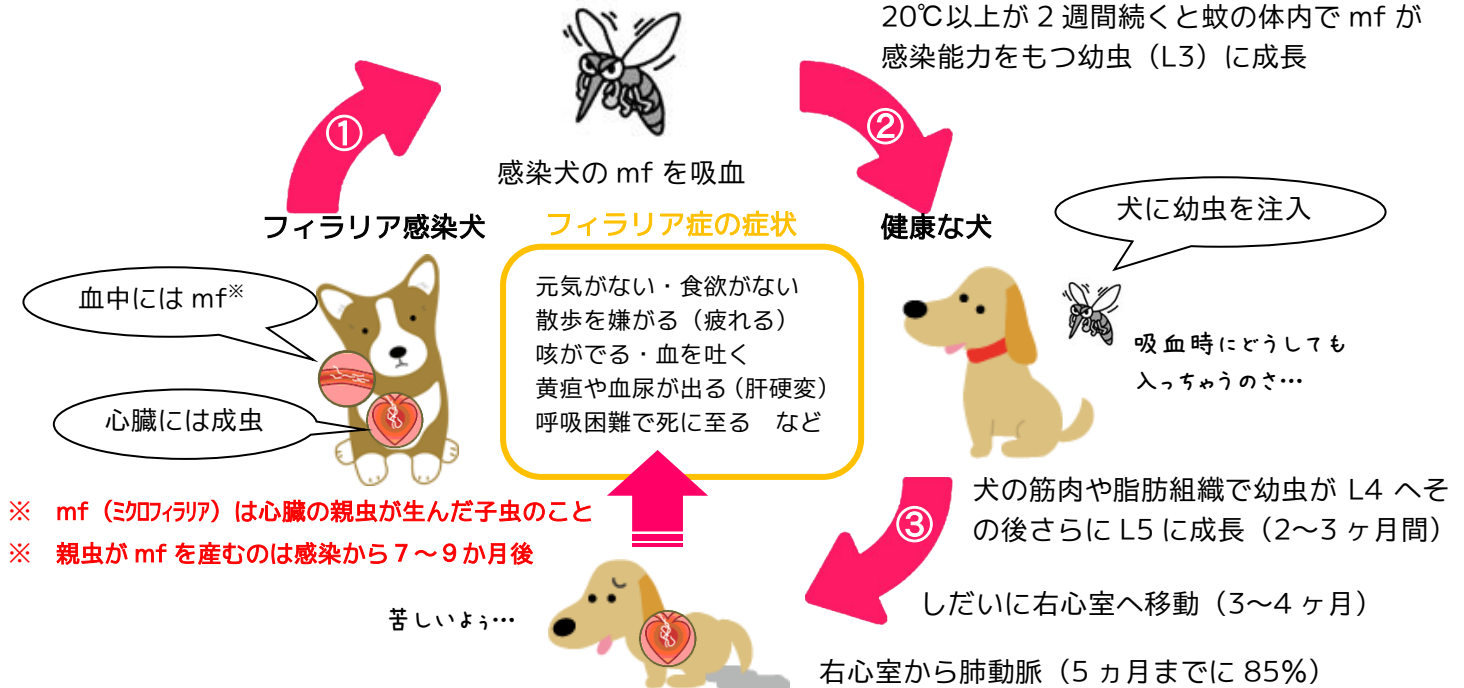 20℃以上が2週間続くと蚊の体内で mf が
感染能力をもつ幼虫（L3）に成長
①
②
感染犬の mf を吸血
フィラリア感染犬
フィラリア症の症状
健康な犬
犬に幼虫を注入
血中には mf※
元気がない・食欲がない
散歩を嫌がる（疲れる）
咳がでる・血を吐く
黄疸や血尿が出る（肝硬変）
呼吸困難で死に至る　など
吸血時にどうしても
入っちゃうのさ…
心臓には成虫
※　mf（ﾐｸﾛﾌｨﾗﾘｱ）は心臓の親虫が生んだ子虫のこと
※　親虫が mf を産むのは感染から７～９か月後
③
犬の筋肉や脂肪組織で幼虫が L4 へそ
の後さらに L5 に成長（2～3 ヶ月間）
しだいに右心室へ移動（3～4 ヶ月）
苦しいよぅ…
右心室から肺動脈（5 ヵ月までに 85％）